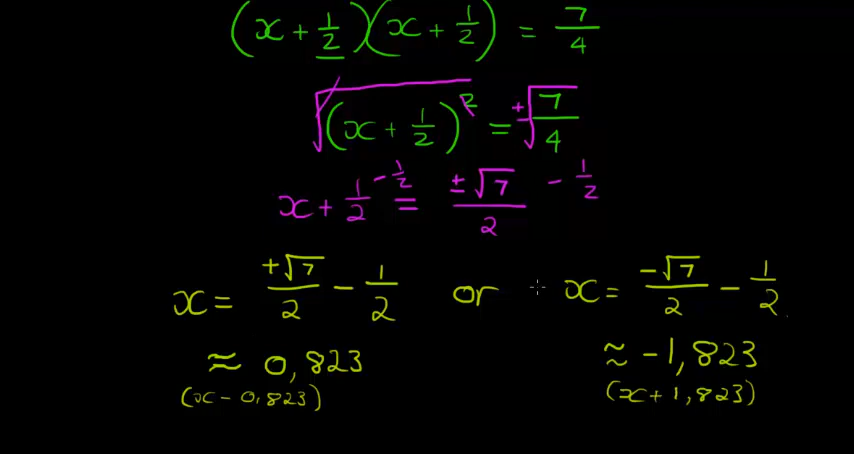 (x + 1/2)(x + 1/2) = 7/4
√(x + 1/2)² = ±√7/4
x + 1/2 - 1/2 = ±√7/2 - 1/2
x = +√7/2 - 1/2 or x = -√7/2 - 1/2
≈ 0,823 ≈ -1,823
(x - 0,823) (x + 1,823)